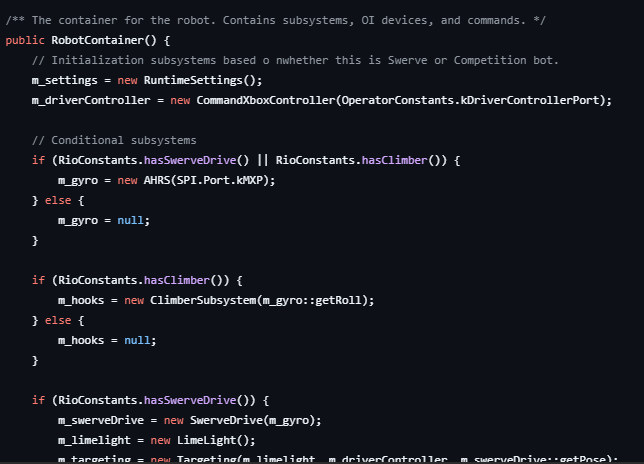 /** The container for the robot. Contains subsystems, OI devices, and commands. */
public RobotContainer() {
// Initialization subsystems based o nwhether this is Swerve or Competition bot.
m_settings = new RuntimeSettings();
m_driverController = new CommandXboxController(OperatorConstants.kDriverControllerPort);
// Conditional subsystems
if (RioConstants.hasSwerveDrive() || RioConstants.hasClimber()) {
m_gyro = new AHRS(SPI.Port.kMXP);
} else {
m_gyro = null;
}
if (RioConstants.hasClimber()) {
m_hooks = new ClimberSubsystem(m_gyro::getRoll);
} else {
m_hooks = null;
}
if (RioConstants.hasSwerveDrive()) {
m_swerveDrive = new SwerveDrive(m_gyro);
m_limelight = new LimeLight();
m_targeting = new Targeting(m_limelight, m_driverController, m_swerveDrive::getPose);